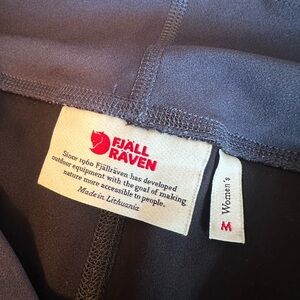 FJÄLL
RÄVEN
Since 1960 Fjällräven has developed
outdoor equipment with the goal of making
nature more accessible to people.
Made in Lithuania
Women's
M